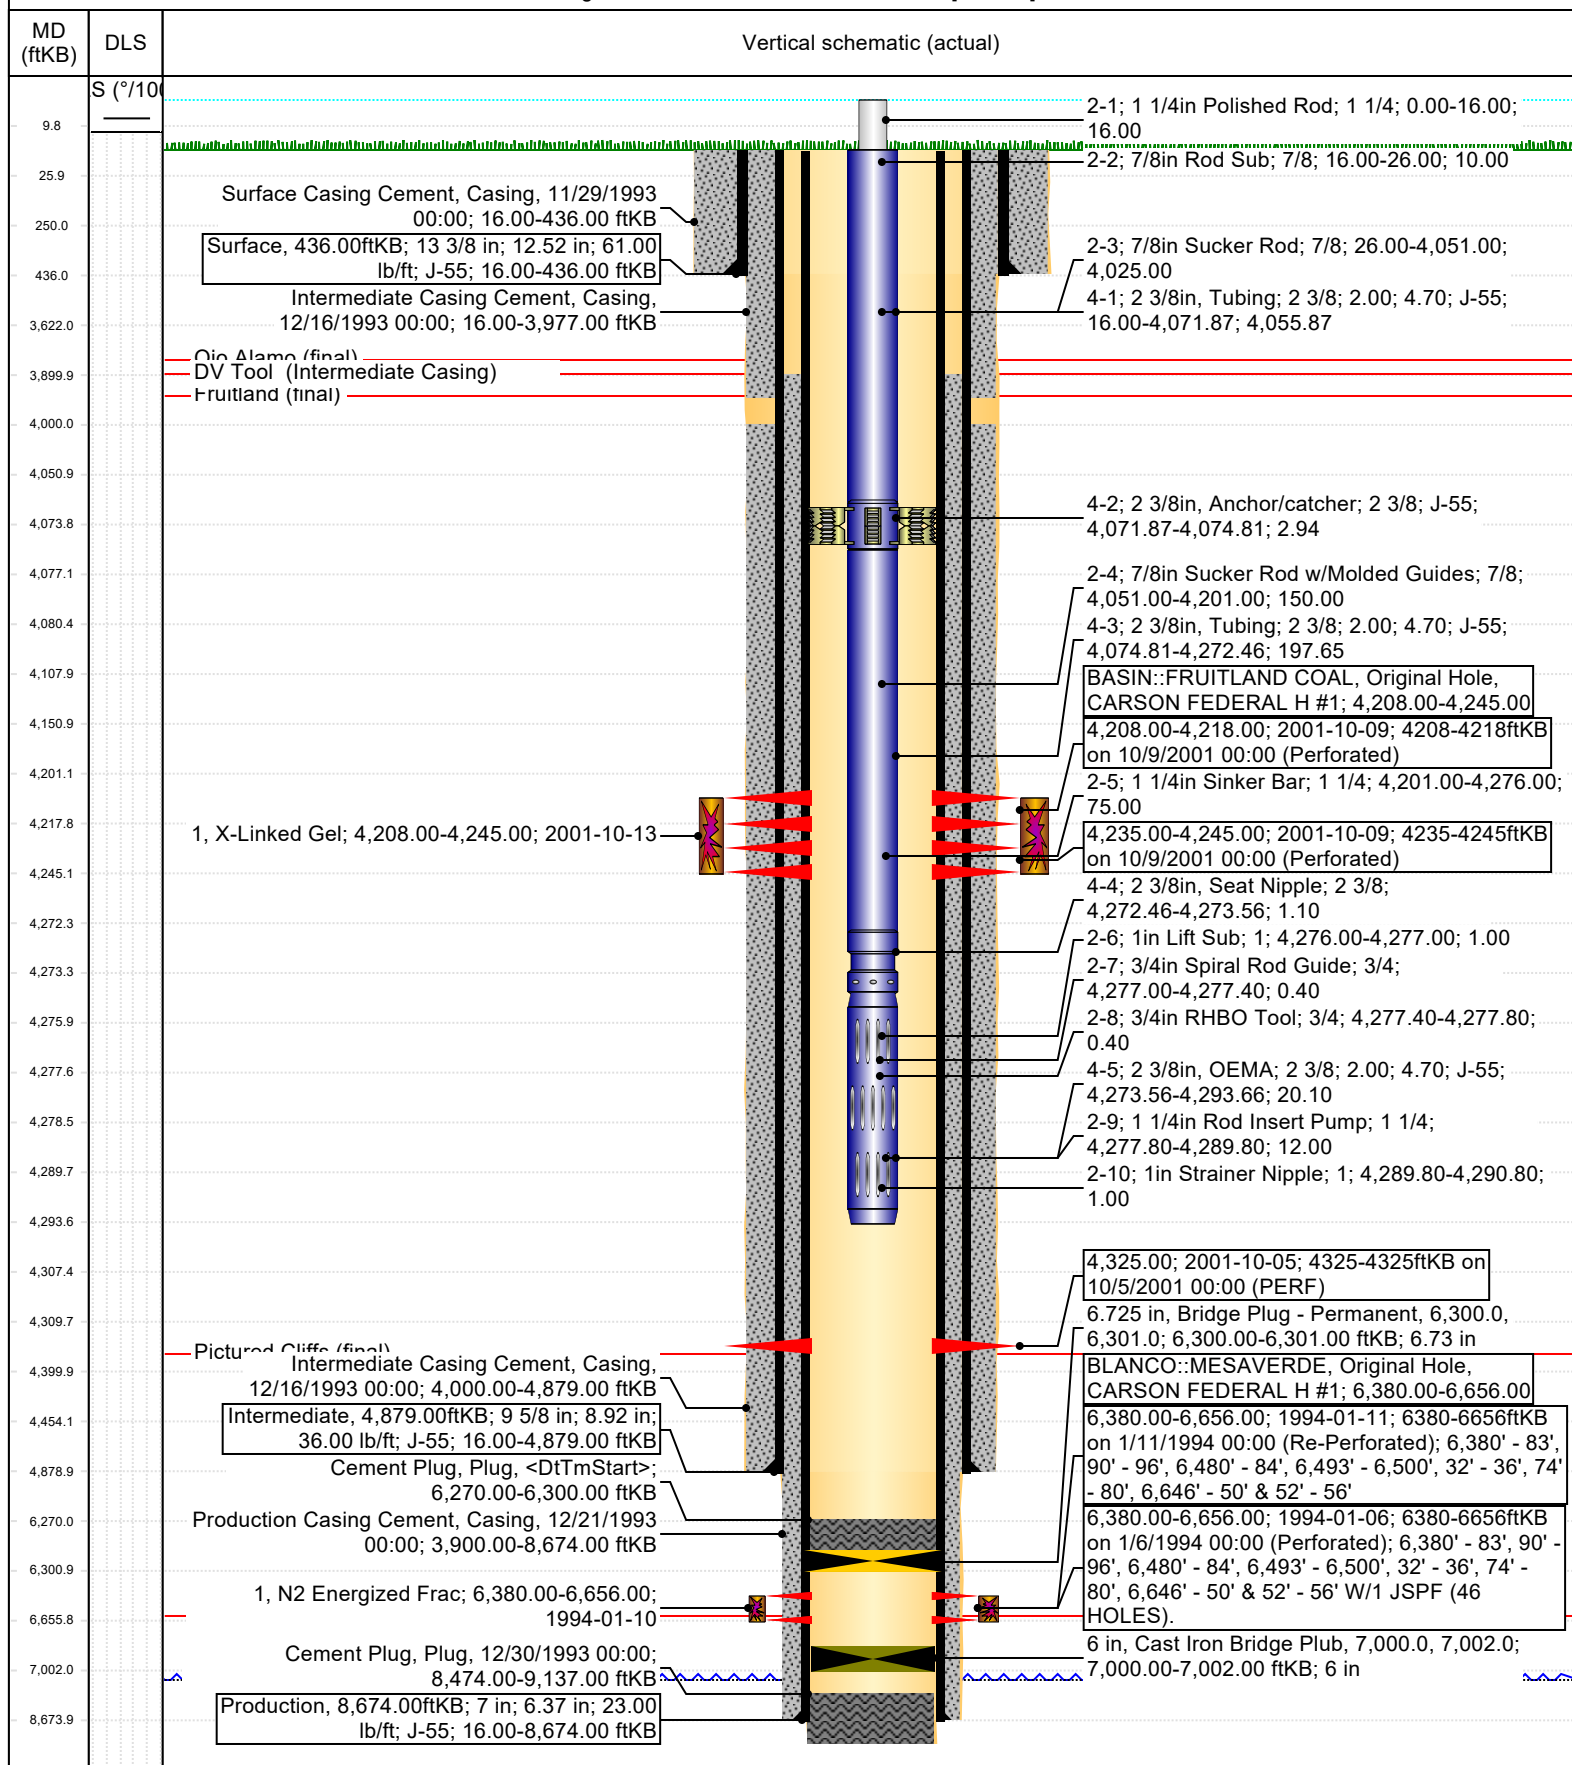 MD
(ftKB)
DLS
Vertical schematic (actual)
9.8
25.9
250.0
436.0
3,622.0
3,899.9
4,000.0
4,050.9
4,073.8
4,077.1
4,080.4
4,107.9
4,150.9
4,201.1
4,217.8
4,245.1
4,272.3
4,273.3
4,275.9
4,277.6
4,278.5
4,289.7
4,293.6
4,307.4
4,309.7
4,399.9
4,454.1
4,878.9
6,270.0
6,300.9
6,655.8
7,002.0
8,673.9
Surface Casing Cement, Casing, 11/29/1993
00:00; 16.00-436.00 ftKB
Surface, 436.00ftKB; 13 3/8 in; 12.52 in; 61.00
lb/ft; J-55; 16.00-436.00 ftKB
Intermediate Casing Cement, Casing,
12/16/1993 00:00; 16.00-3,977.00 ftKB
Ojo Alamo (final)
DV Tool (Intermediate Casing)
Fruitland (final)
1, X-Linked Gel; 4,208.00-4,245.00; 2001-10-13
Pictured Cliffs (final)
Intermediate Casing Cement, Casing,
12/16/1993 00:00; 4,000.00-4,879.00 ftKB
Intermediate, 4,879.00ftKB; 9 5/8 in; 8.92 in;
36.00 lb/ft; J-55; 16.00-4,879.00 ftKB
Cement Plug, Plug, <DtTmStart>;
6,270.00-6,300.00 ftKB
Production Casing Cement, Casing, 12/21/1993
00:00; 3,900.00-8,674.00 ftKB
1, N2 Energized Frac; 6,380.00-6,656.00;
1994-01-10
Cement Plug, Plug, 12/30/1993 00:00;
8,474.00-9,137.00 ftKB
Production, 8,674.00ftKB; 7 in; 6.37 in; 23.00
lb/ft; J-55; 16.00-8,674.00 ftKB
2-1; 1 1/4in Polished Rod; 1 1/4; 0.00-16.00;
16.00
2-2; 7/8in Rod Sub; 7/8; 16.00-26.00; 10.00
2-3; 7/8in Sucker Rod; 7/8; 26.00-4,051.00;
4,025.00
4-1; 2 3/8in, Tubing; 2 3/8; 2.00; 4.70; J-55;
16.00-4,071.87; 4,055.87
4-2; 2 3/8in, Anchor/catcher; 2 3/8; J-55;
4,071.87-4,074.81; 2.94
2-4; 7/8in Sucker Rod w/Molded Guides; 7/8;
4,051.00-4,201.00; 150.00
4-3; 2 3/8in, Tubing; 2 3/8; 2.00; 4.70; J-55;
4,074.81-4,272.46; 197.65
BASIN::FRUITLAND COAL, Original Hole,
CARSON FEDERAL H #1; 4,208.00-4,245.00
4,208.00-4,218.00; 2001-10-09; 4208-4218ftKB
on 10/9/2001 00:00 (Perforated)
2-5; 1 1/4in Sinker Bar; 1 1/4; 4,201.00-4,276.00;
75.00
4,235.00-4,245.00; 2001-10-09; 4235-4245ftKB
on 10/9/2001 00:00 (Perforated)
4-4; 2 3/8in, Seat Nipple; 2 3/8;
4,272.46-4,273.56; 1.10
2-6; 1in Lift Sub; 1; 4,276.00-4,277.00; 1.00
2-7; 3/4in Spiral Rod Guide; 3/4;
4,277.00-4,277.40; 0.40
2-8; 3/4in RHBO Tool; 3/4; 4,277.40-4,277.80;
0.40
4-5; 2 3/8in, OEMA; 2 3/8; 2.00; 4.70; J-55;
4,273.56-4,293.66; 20.10
2-9; 1 1/4in Rod Insert Pump; 1 1/4;
4,277.80-4,289.80; 12.00
2-10; 1in Strainer Nipple; 1; 4,289.80-4,290.80;
1.00
4,325.00; 2001-10-05; 4325-4325ftKB on
10/5/2001 00:00 (PERF)
6.725 in, Bridge Plug - Permanent, 6,300.0,
6,301.0; 6,300.00-6,301.00 ftKB; 6.73 in
BLANCO::MESAVERDE, Original Hole,
CARSON FEDERAL H #1; 6,380.00-6,656.00
6,380.00-6,656.00; 1994-01-11; 6380-6656ftKB
on 1/11/1994 00:00 (Re-Perforated); 6,380' - 83',
90' - 96', 6,480' - 84', 6,493' - 6,500', 32' - 36', 74'
- 80', 6,646' - 50' & 52' - 56'
6,380.00-6,656.00; 1994-01-06; 6380-6656ftKB
on 1/6/1994 00:00 (Perforated); 6,380' - 83', 90' -
96', 6,480' - 84', 6,493' - 6,500', 32' - 36', 74' -
80', 6,646' - 50' & 52' - 56' W/1 JSPF (46
HOLES).
6 in, Cast Iron Bridge Plub, 7,000.0, 7,002.0;
7,000.00-7,002.00 ftKB; 6 in